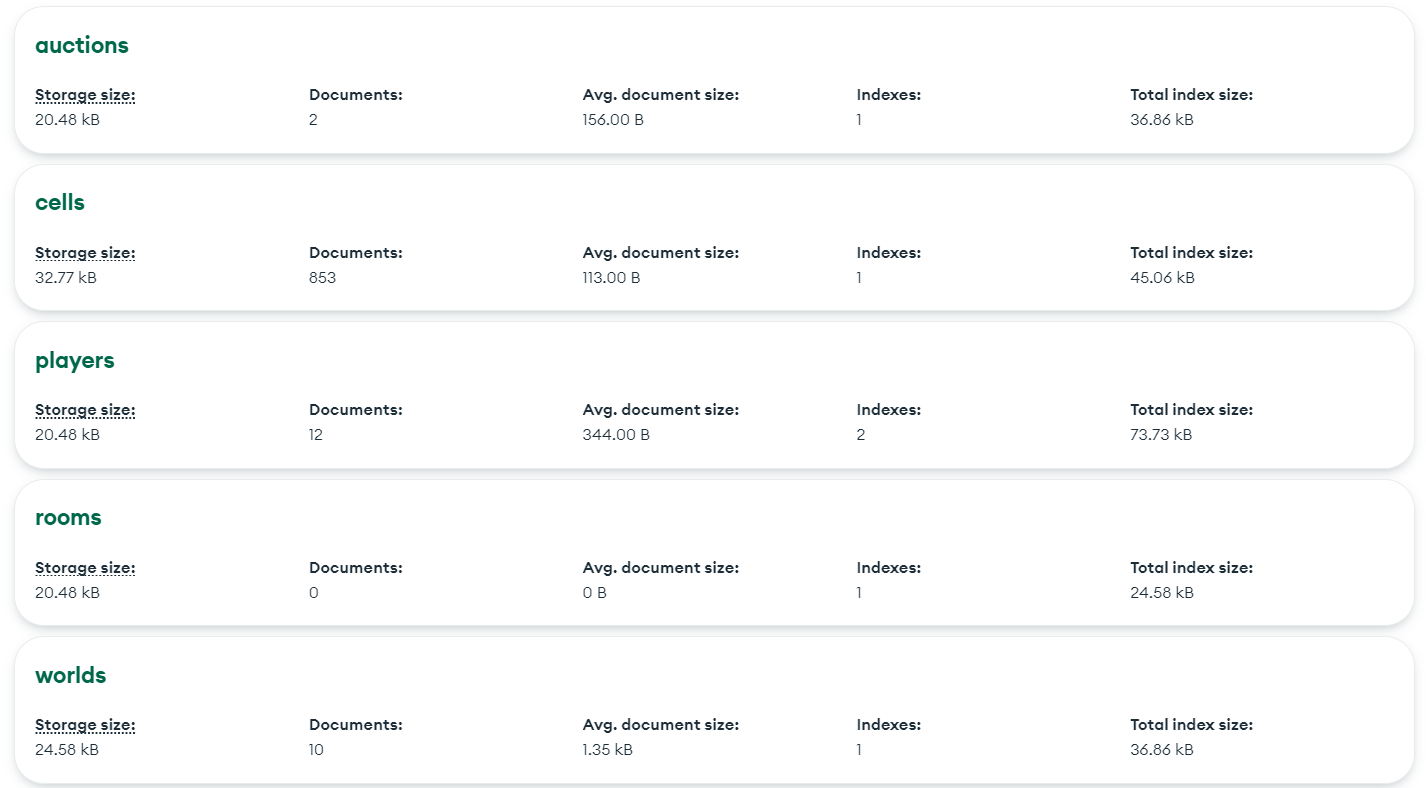 auctions
Storage size: Documents: Avg. document size: Indexes: Total index size:
20.48 kB 2 156.00 B 1 36.86 kB
cells
Storage size: Documents: Avg. document size: Indexes: Total index size:
32.77 kB 853 113.00 B 1 45.06 kB
players
Storage size: Documents: Avg. document size: Indexes: Total index size:
20.48 kB 12 344.00 B 2 73.73 kB
rooms
Storage size: Documents: Avg. document size: Indexes: Total index size:
20.48 kB 0 0 B 1 24.58 kB
worlds
Storage size: Documents: Avg. document size: Indexes: Total index size:
24.58 kB 10 1.35 kB 1 36.86 kB